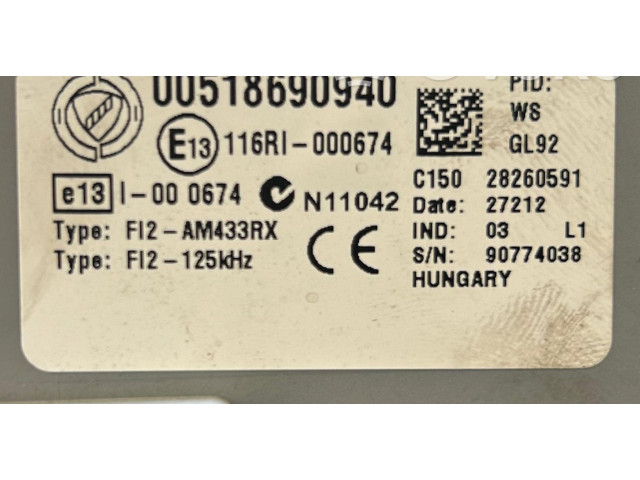 00518690940
PID:
WS
GL92
E13 116RI-000674
e13 I-00 0674 N11042
C150 28260591
Date: 27212
Type: FI2-AM433RX
IND: 03 L1
Type: FI2-125kHz
CE
S/N: 90774038
HUNGARY